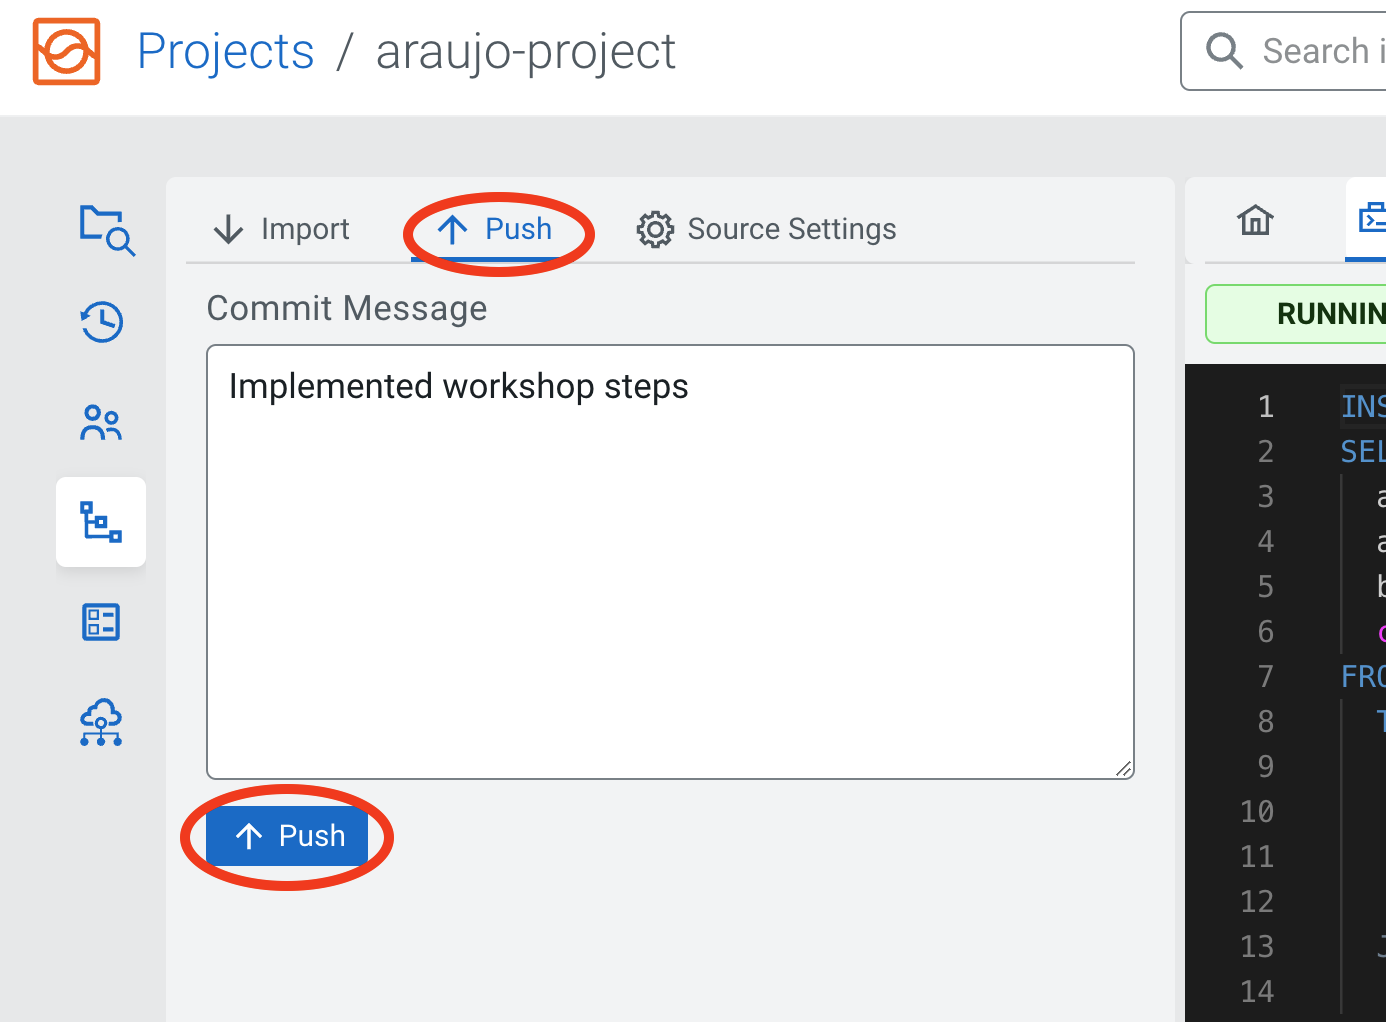 Projects / araujo-project
Search
Import
Push
Source Settings
Commit Message
Implemented workshop steps
Push
RUNNIN
1
2
3
4
5
6
7
8
9
10
11
12
13
14
INS
SEL
a
a
FRO